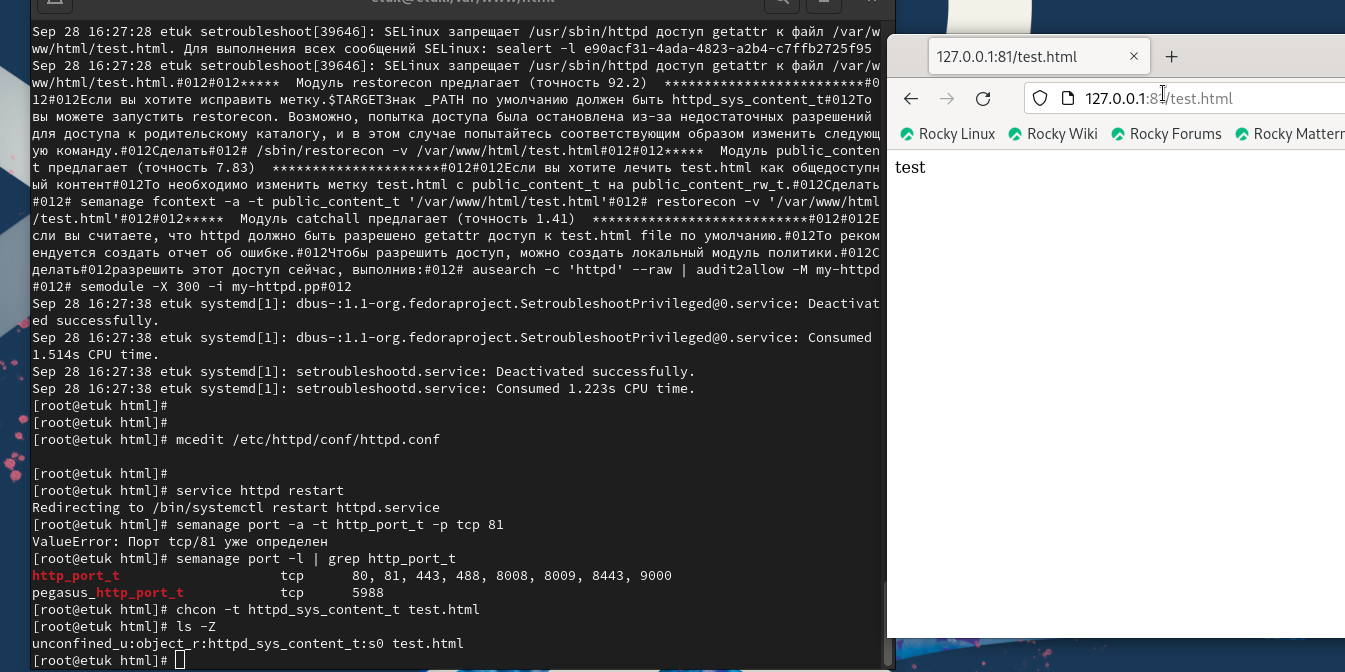 Sep 28 16:27:28 etuk setroubleshoot[39646]: SELinux запрещает /usr/sbin/httpd доступ getattr к файл /var/w
ww/html/test.html. Для выполнения всех сообщений SELinux: sealert -l e90acf31-4ada-4823-a2b4-c7ffb2725f95
Sep 28 16:27:28 etuk setroubleshoot[39646]: SELinux запрещает /usr/sbin/httpd доступ getattr к файл /var/w
ww/html/test.html.#012#012*****  Модуль restorecon предлагает (точность 92.2)  *************************#0
12#012Если вы хотите исправить метку.$TARGETЗнак _PATH по умолчанию должен быть httpd_sys_content_t#012То
вы можете запустить restorecon. Возможно, попытка доступа была остановлена из-за недостаточных разрешений
для доступа к родительскому каталогу, и в этом случае попытайтесь соответствующим образом изменить следующ
ую команду.#012Сделать#012# /sbin/restorecon -v /var/www/html/test.html#012#012*****  Модуль public_conten
t предлагает (точность 7.83)  *********************#012#012Если вы хотите лечить test.html как общедоступн
ый контент#012То необходимо изменить метку test.html с public_content_t на public_content_rw_t.#012Сделать
#012# semanage fcontext -a -t public_content_t '/var/www/html/test.html'#012# restorecon -v '/var/www/html
/test.html'#012#012*****  Модуль catchall предлагает (точность 1.41)  ***************************#012#012Е
сли вы считаете, что httpd должно быть разрешено getattr доступ к test.html file по умолчанию.#012То реком
ендуется создать отчет об ошибке.#012Чтобы разрешить доступ, можно создать локальный модуль политики.#012С
делать#012разрешить этот доступ сейчас, выполнив:#012# ausearch -c 'httpd' --raw | audit2allow -M my-httpd
#012# semodule -X 300 -i my-httpd.pp#012
Sep 28 16:27:38 etuk systemd[1]: dbus-:1.1-org.fedoraproject.SetroubleshootPrivileged@0.service: Deactivat
ed successfully.
Sep 28 16:27:38 etuk systemd[1]: dbus-:1.1-org.fedoraproject.SetroubleshootPrivileged@0.service: Consumed
1.514s CPU time.
Sep 28 16:27:38 etuk systemd[1]: setroubleshootd.service: Deactivated successfully.
Sep 28 16:27:38 etuk systemd[1]: setroubleshootd.service: Consumed 1.223s CPU time.
[root@etuk html]#
[root@etuk html]#
[root@etuk html]# mcedit /etc/httpd/conf/httpd.conf
[root@etuk html]#
[root@etuk html]# service httpd restart
Redirecting to /bin/systemctl restart httpd.service
[root@etuk html]# semanage port -a -t http_port_t -p tcp 81
ValueError: Порт tcp/81 уже определен
[root@etuk html]# semanage port -l | grep http_port_t
http_port_t                    tcp      80, 81, 443, 488, 8008, 8009, 8443, 9000
pegasus_http_port_t            tcp      5988
[root@etuk html]# chcon -t httpd_sys_content_t test.html
[root@etuk html]# ls -Z
unconfined_u:object_r:httpd_sys_content_t:s0 test.html
[root@etuk html]#
127.0.0.1:81/test.html
127.0.0.1:81/test.html
Rocky Linux Rocky Wiki Rocky Forums Rocky Mattern
test